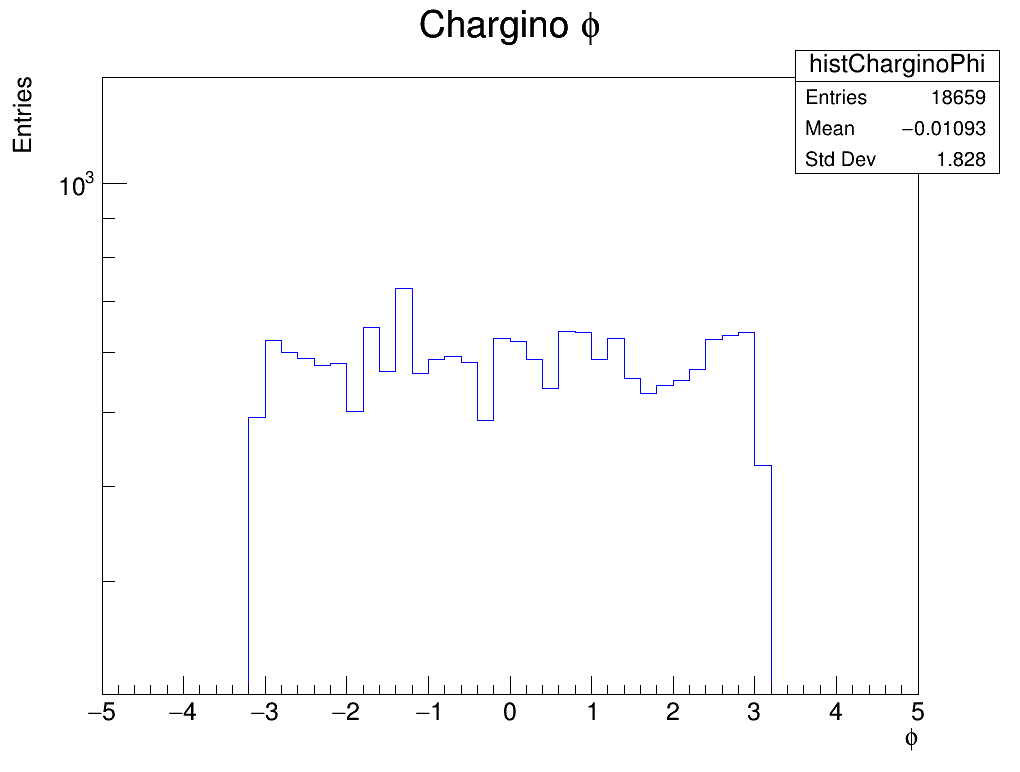 Chargino ϕ
histCharginoPhi
Entries 18659
Mean −0.01093
Std Dev 1.828
Entries
10³
−5 −4 −3 −2 −1 0 1 2 3 4 5
ϕ